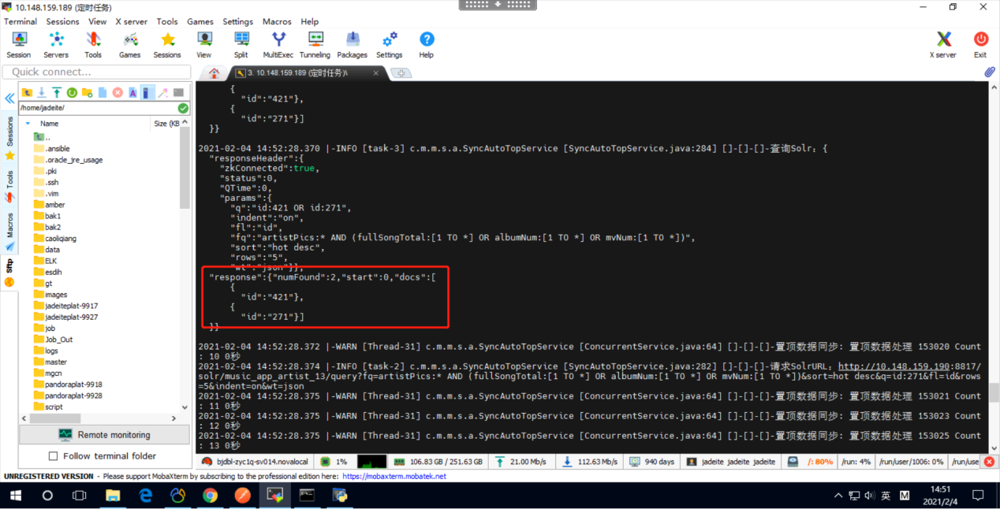 10.148.159.189 (定时任务)
Terminal Sessions View X server Tools Games Settings Macros Help
Session Servers Tools Games Sessions View Split MultiExec Tunneling Packages Settings Help X server Exit
Quick connect...
3. 10.148.159.189 (定时任务)\
/home/jadeite/
Name Size (KB
..
.ansible
.oracle_jre_usage
.pki
.ssh
.vim
amber
bak1
bak2
caoliqiang
data
ELK
esdih
gt
images
jadeiteplat-9917
jadeiteplat-9927
job
Job_Out
logs
master
mgcn
pandoraplat-9918
pandoraplat-9928
script
Sessions
Tools
Macros
Sftp
Remote monitoring
Follow terminal folder
{
"id":"421"},
{
"id":"271"}]
}}
2021-02-04 14:52:28.370 |-INFO [task-3] c.m.m.s.a.SyncAutoTopService [SyncAutoTopService.java:284] []-[]-[]-查询Solr: {
"responseHeader":{
"zkConnected":true,
"status":0,
"QTime":0,
"params":{
"q":"id:421 OR id:271",
"indent":"on",
"fl":"id",
"fq":"artistPics:* AND (fullSongTotal:[1 TO *] OR albumNum:[1 TO *] OR mvNum:[1 TO *])",
"sort":"hot desc",
"rows":"5",
"wt":"json"}},
"response":{"numFound":2,"start":0,"docs":[
{
"id":"421"},
{
"id":"271"}]
}}
2021-02-04 14:52:28.372 |-WARN [Thread-31] c.m.m.s.a.SyncAutoTopService [ConcurrentService.java:64] []-[]-[]-置顶数据同步: 置顶数据处理 153020 Count
: 10 0秒
2021-02-04 14:52:28.374 |-INFO [task-2] c.m.m.s.a.SyncAutoTopService [SyncAutoTopService.java:282] []-[]-[]-请求SolrURL: http://10.148.159.190:8817/
solr/music_app_artist_13/query?fq=artistPics:* AND (fullSongTotal:[1 TO *] OR albumNum:[1 TO *] OR mvNum:[1 TO *])&sort=hot desc&q=id:271&fl=id&rows
=5&indent=on&wt=json
2021-02-04 14:52:28.375 |-WARN [Thread-31] c.m.m.s.a.SyncAutoTopService [ConcurrentService.java:64] []-[]-[]-置顶数据同步: 置顶数据处理 153021 Count
: 11 0秒
2021-02-04 14:52:28.375 |-WARN [Thread-31] c.m.m.s.a.SyncAutoTopService [ConcurrentService.java:64] []-[]-[]-置顶数据同步: 置顶数据处理 153023 Count
: 12 0秒
2021-02-04 14:52:28.375 |-WARN [Thread-31] c.m.m.s.a.SyncAutoTopService [ConcurrentService.java:64] []-[]-[]-置顶数据同步: 置顶数据处理 153025 Count
: 13 0秒
bjdbl-zyc1q-sv014.novalocal 1% 106.83 GB / 251.63 GB 21.00 Mb/s 112.63 Mb/s 940 days jadeite jadeite jadeite /: 80% /run: 4% /run/user/1006: 0% /run/use
UNREGISTERED VERSION - Please support MobaXterm by subscribing to the professional edition here: https://mobaxterm.mobatek.net
英 M
14:51
2021/2/4